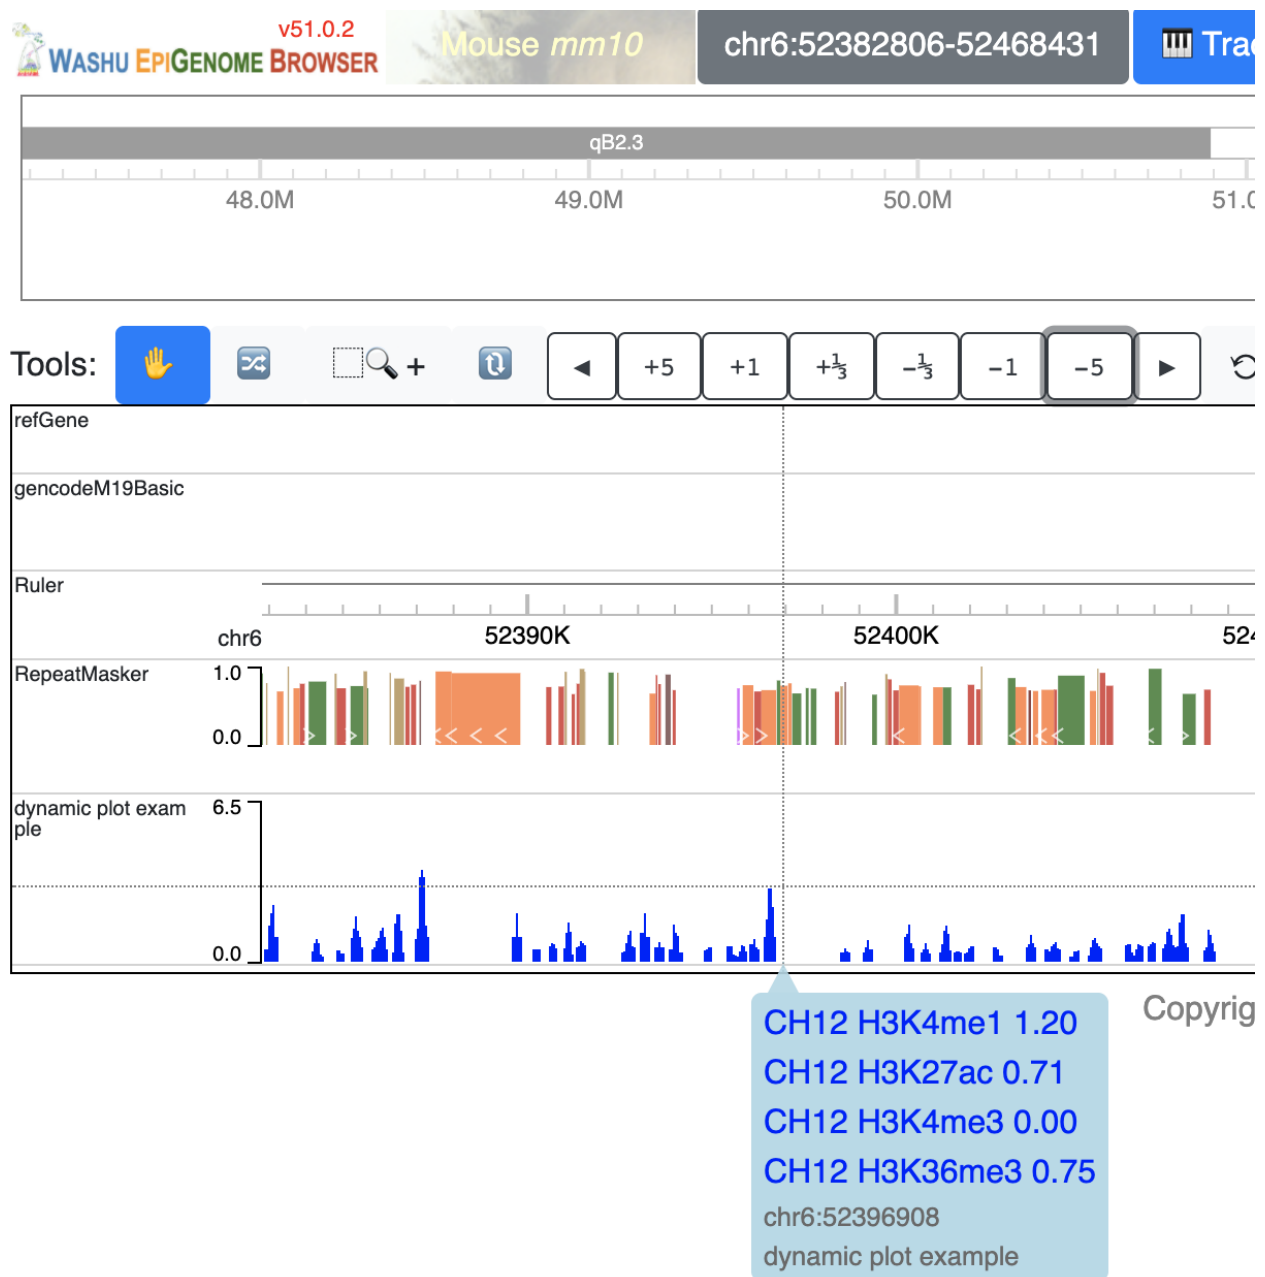 v51.0.2
WASHU EPIGENOME BROWSER
Mouse mm10
chr6:52382806-52468431
qB2.3
48.0M 49.0M 50.0M
Tools:
+5 +1 +⅓ -⅓ -1 -5
refGene
gencodeM19Basic
Ruler
chr6 52390K 52400K
RepeatMasker 1.0
0.0
dynamic plot exam
ple
6.5
0.0
CH12 H3K4me1 1.20
CH12 H3K27ac 0.71
CH12 H3K4me3 0.00
CH12 H3K36me3 0.75
chr6:52396908
dynamic plot example